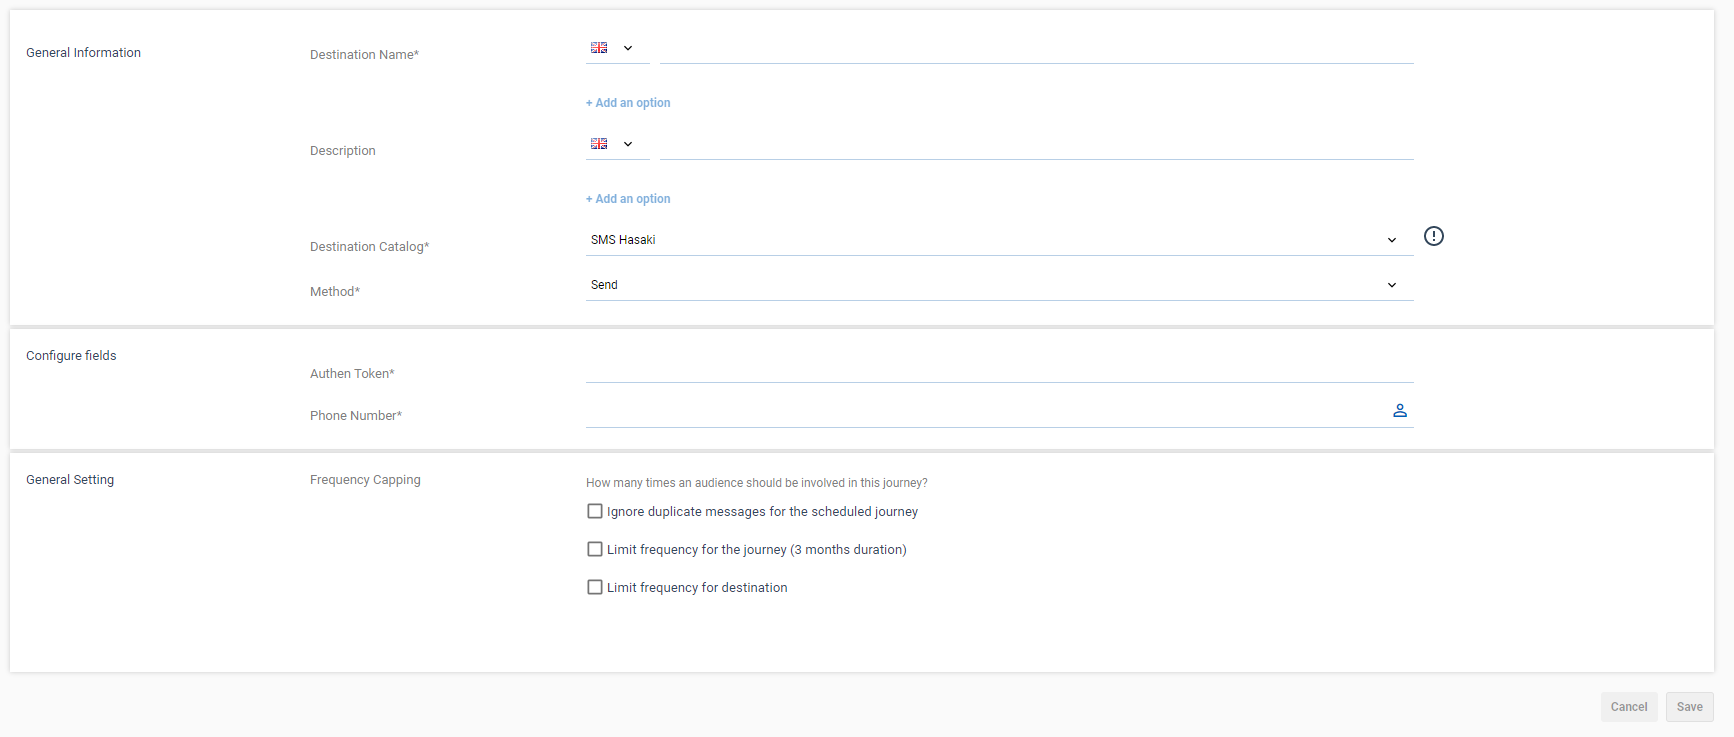 General Information
Destination Name*
+ Add an option
Description
+ Add an option
Destination Catalog*
SMS Hasaki
Method*
Send
Configure fields
Authen Token*
Phone Number*
General Setting
Frequency Capping
How many times an audience should be involved in this journey?
Ignore duplicate messages for the scheduled journey
Limit frequency for the journey (3 months duration)
Limit frequency for destination
Cancel
Save